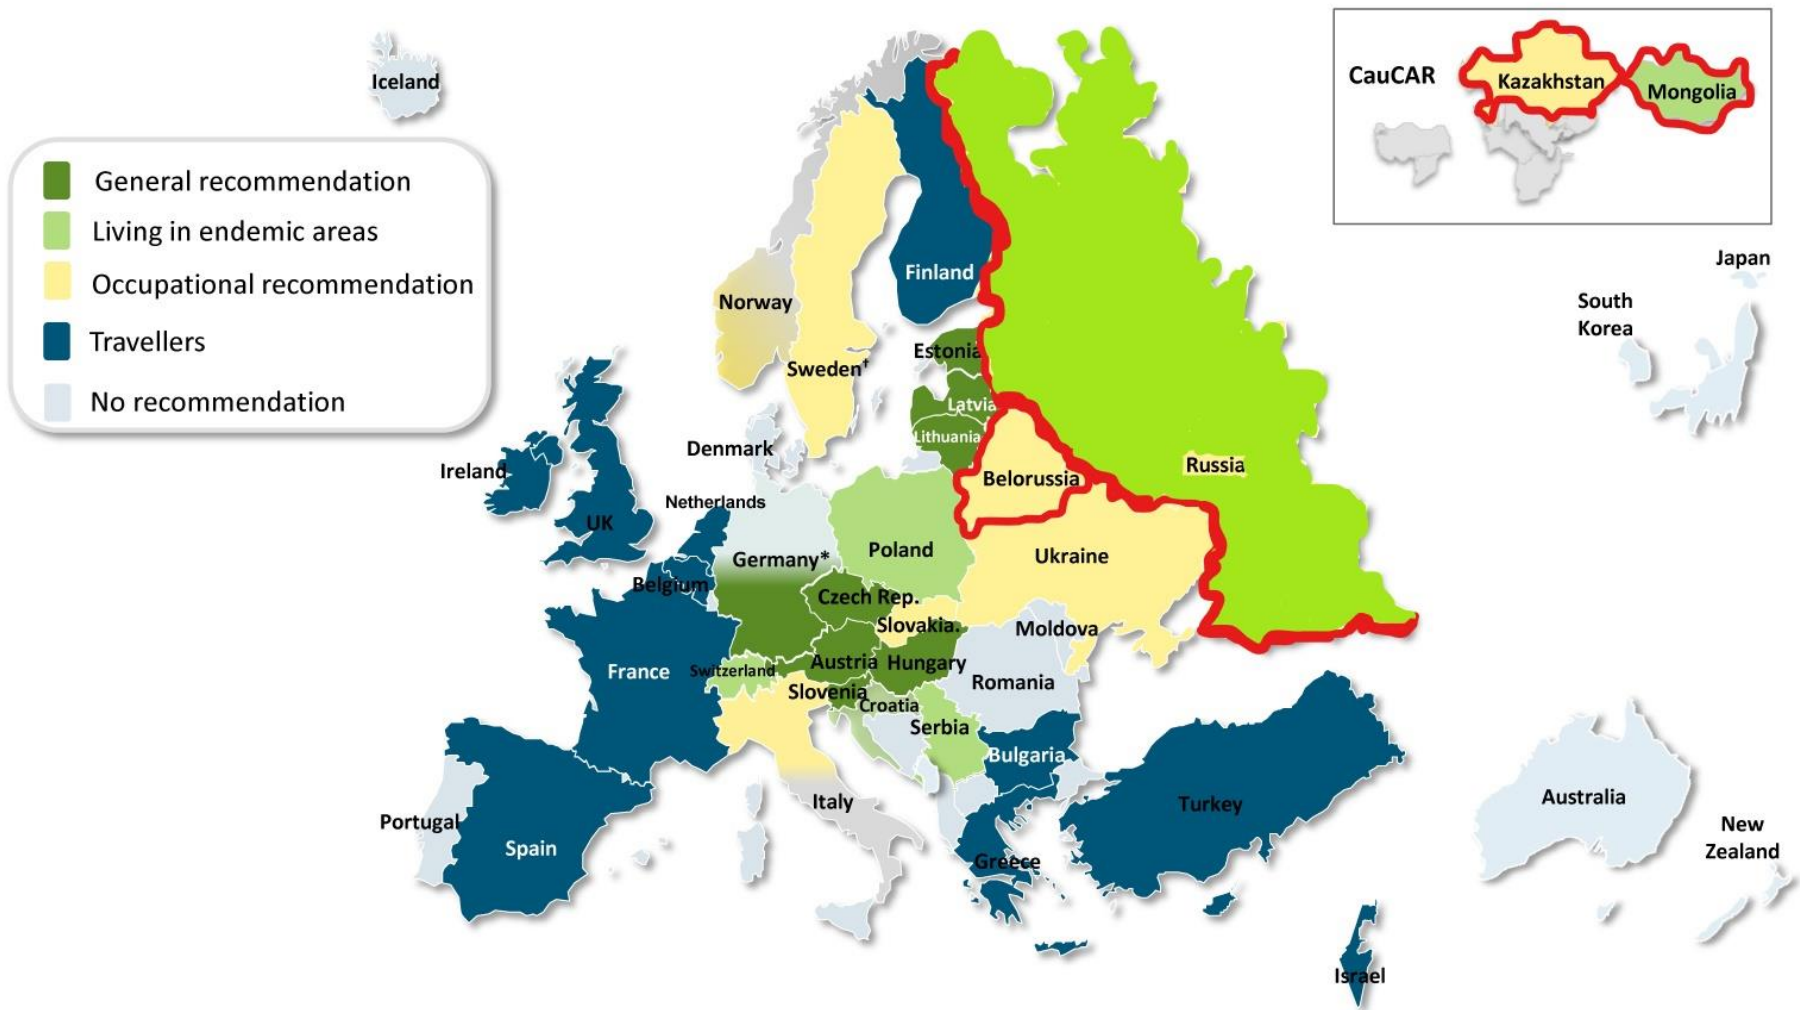 Iceland
CauCAR
Kazakhstan
Mongolia
General recommendation
Living in endemic areas
Occupational recommendation
Travellers
No recommendation
Finland
Norway
Sweden†
Estonia
Latvia
Lithuania
Denmark
Ireland
UK
Netherlands
Belgium
Germany*
Poland
Belorussia
Russia
Ukraine
Czech Rep.
Slovakia.
Moldova
France
Switzerland
Austria
Hungary
Slovenia
Croatia
Romania
Serbia
Bulgaria
Italy
Portugal
Spain
Greece
Turkey
Israel
Japan
South
Korea
Australia
New
Zealand